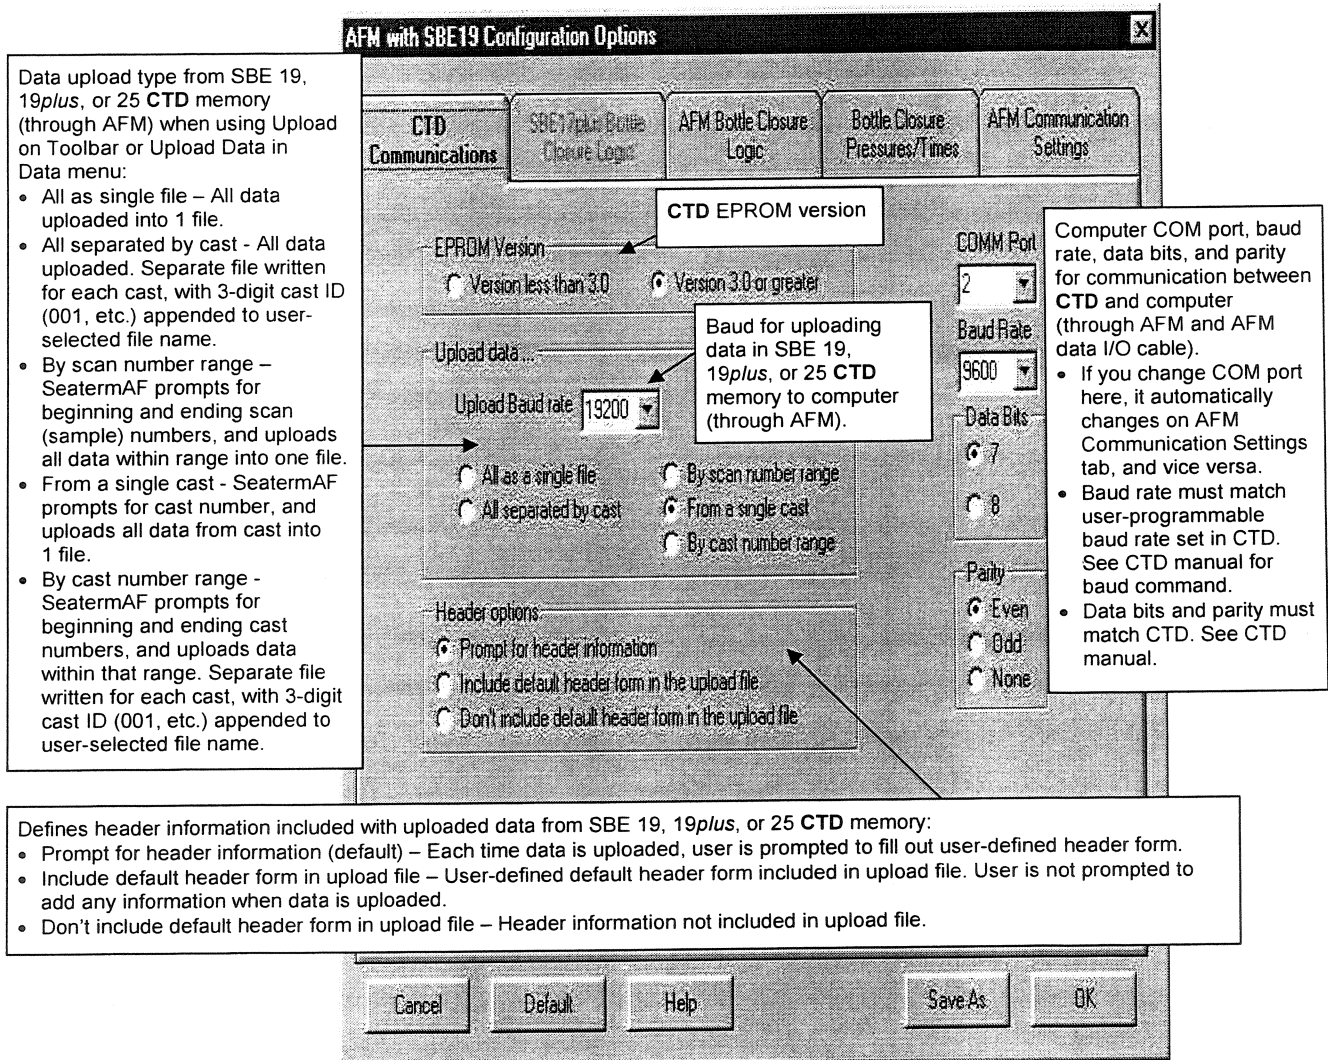 AFM with SBE19 Configuration Options
X
Data upload type from SBE 19,
19plus, or 25 CTD memory
(through AFM) when using Upload
on Toolbar or Upload Data in
Data menu:
• All as single file – All data
uploaded into 1 file.
• All separated by cast - All data
uploaded. Separate file written
for each cast, with 3-digit cast ID
(001, etc.) appended to user-
selected file name.
• By scan number range –
SeatermAF prompts for
beginning and ending scan
(sample) numbers, and uploads
all data within range into one file.
• From a single cast - SeatermAF
prompts for cast number, and
uploads all data from cast into
1 file.
• By cast number range -
SeatermAF prompts for
beginning and ending cast
numbers, and uploads data
within that range. Separate file
written for each cast, with 3-digit
cast ID (001, etc.) appended to
user-selected file name.
CTD
Communications
SBE17plus Bottle
Closure Logic
AFM Bottle Closure
Logic
Bottle Closure
Pressures/Times
AFM Communication
Settings
CTD EPROM version
EPROM Version
Version less than 3.0
Version 3.0 or greater
Baud for uploading
data in SBE 19,
19plus, or 25 CTD
memory to computer
(through AFM).
Upload data ...
Upload Baud rate 19200
All as a single file
By scan number range
All separated by cast
From a single cast
By cast number range
Header options
Prompt for header information
Include default header form in the upload file
Don't include default header form in the upload file
COMM Port
2
Baud Rate
9600
Data Bits
7
8
Parity
Even
Odd
None
Computer COM port, baud
rate, data bits, and parity
for communication between
CTD and computer
(through AFM and AFM
data I/O cable).
• If you change COM port
here, it automatically
changes on AFM
Communication Settings
tab, and vice versa.
• Baud rate must match
user-programmable
baud rate set in CTD.
See CTD manual for
baud command.
• Data bits and parity must
match CTD. See CTD
manual.
Defines header information included with uploaded data from SBE 19, 19plus, or 25 CTD memory:
• Prompt for header information (default) – Each time data is uploaded, user is prompted to fill out user-defined header form.
• Include default header form in upload file – User-defined default header form included in upload file. User is not prompted to
add any information when data is uploaded.
• Don't include default header form in upload file – Header information not included in upload file.
Cancel
Default
Help
Save As
OK